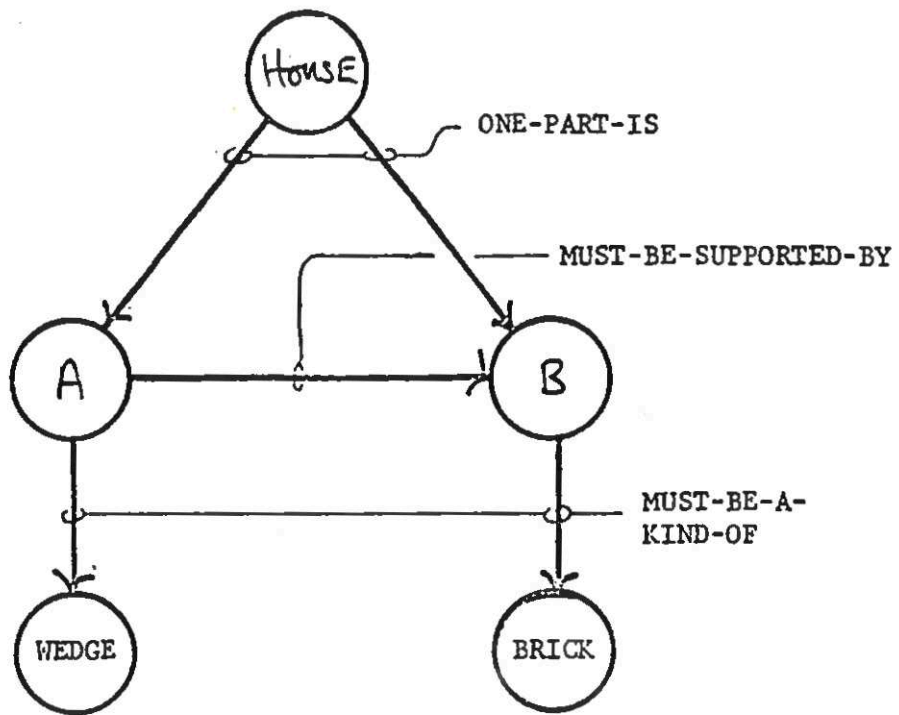 HOUSE
ONE-PART-IS
MUST-BE-SUPPORTED-BY
A
B
MUST-BE-A-
KIND-OF
WEDGE
BRICK